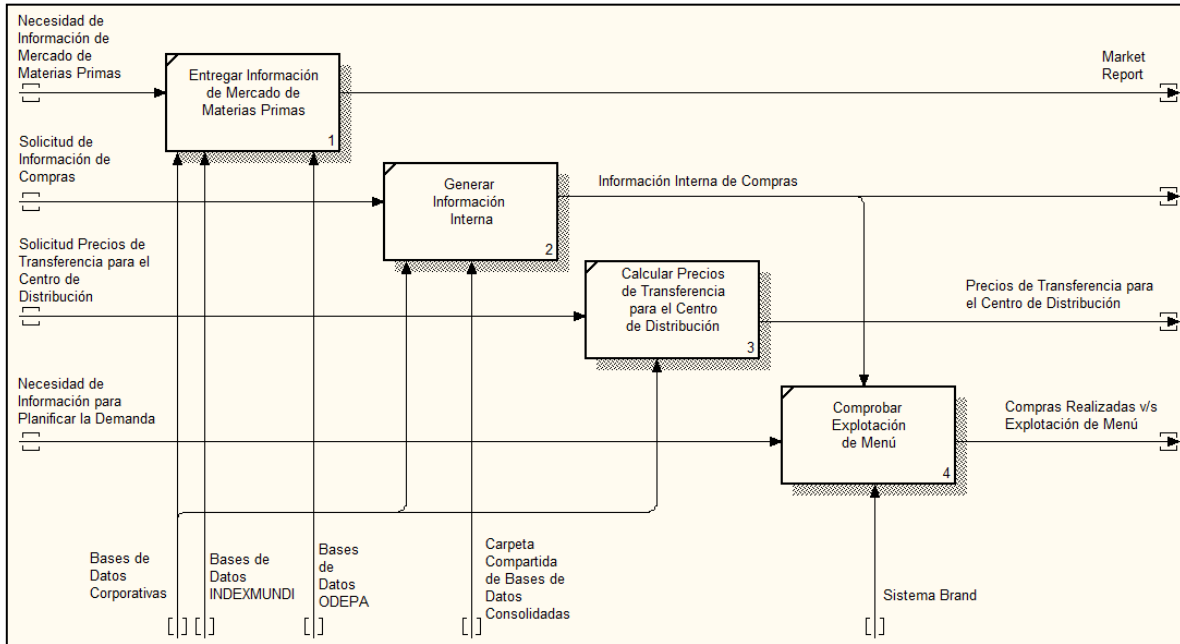 Necesidad de
Información de
Mercado de
Materias Primas
Entregar Información
de Mercado de
Materias Primas
1
Market
Report
Solicitud de
Información de
Compras
Generar
Información
Interna
2
Información Interna de Compras
Solicitud Precios de
Transferencia para el
Centro de
Distribución
Calcular Precios
de Transferencia
para el Centro
de Distribución
3
Precios de Transferencia para
el Centro de Distribución
Necesidad de
Información para
Planificar la Demanda
Comprobar
Explotación
de Menú
4
Compras Realizadas v/s
Explotación de Menú
Bases de
Datos
Corporativas
Bases de
Datos
INDEXMUNDI
Bases
de
Datos
ODEPA
Carpeta
Compartida
de Bases de
Datos
Consolidadas
Sistema Brand